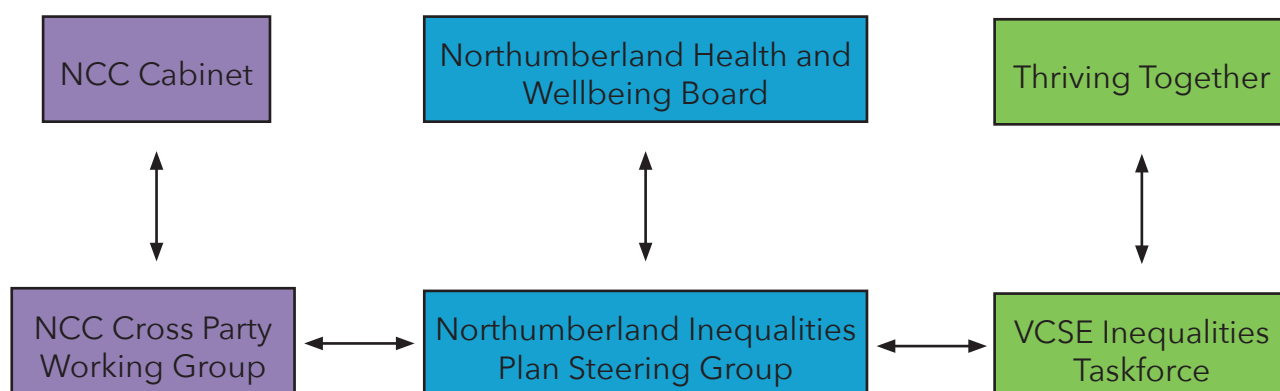 NCC Cabinet
Northumberland Health and
Wellbeing Board
Thriving Together
NCC Cross Party
Working Group
Northumberland Inequalities
Plan Steering Group
VCSE Inequalities
Taskforce